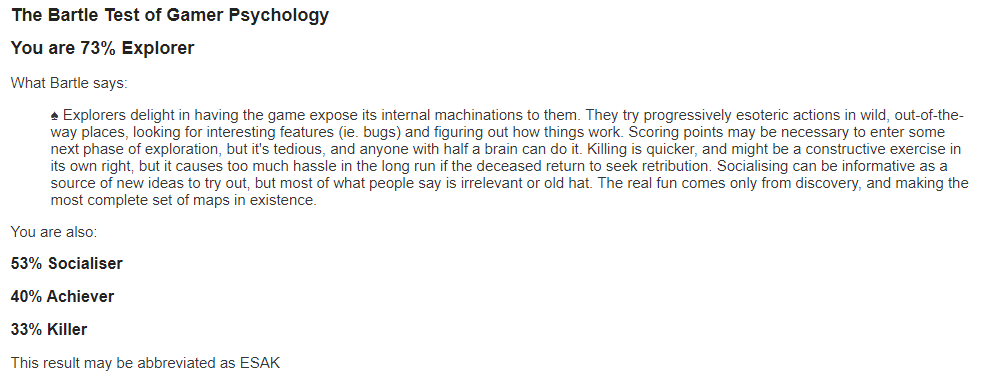 The Bartle Test of Gamer Psychology
You are 73% Explorer
What Bartle says:
♠ Explorers delight in having the game expose its internal machinations to them. They try progressively esoteric actions in wild, out-of-the-
way places, looking for interesting features (ie. bugs) and figuring out how things work. Scoring points may be necessary to enter some
next phase of exploration, but it's tedious, and anyone with half a brain can do it. Killing is quicker, and might be a constructive exercise in
its own right, but it causes too much hassle in the long run if the deceased return to seek retribution. Socialising can be informative as a
source of new ideas to try out, but most of what people say is irrelevant or old hat. The real fun comes only from discovery, and making the
most complete set of maps in existence.
You are also:
53% Socialiser
40% Achiever
33% Killer
This result may be abbreviated as ESAK